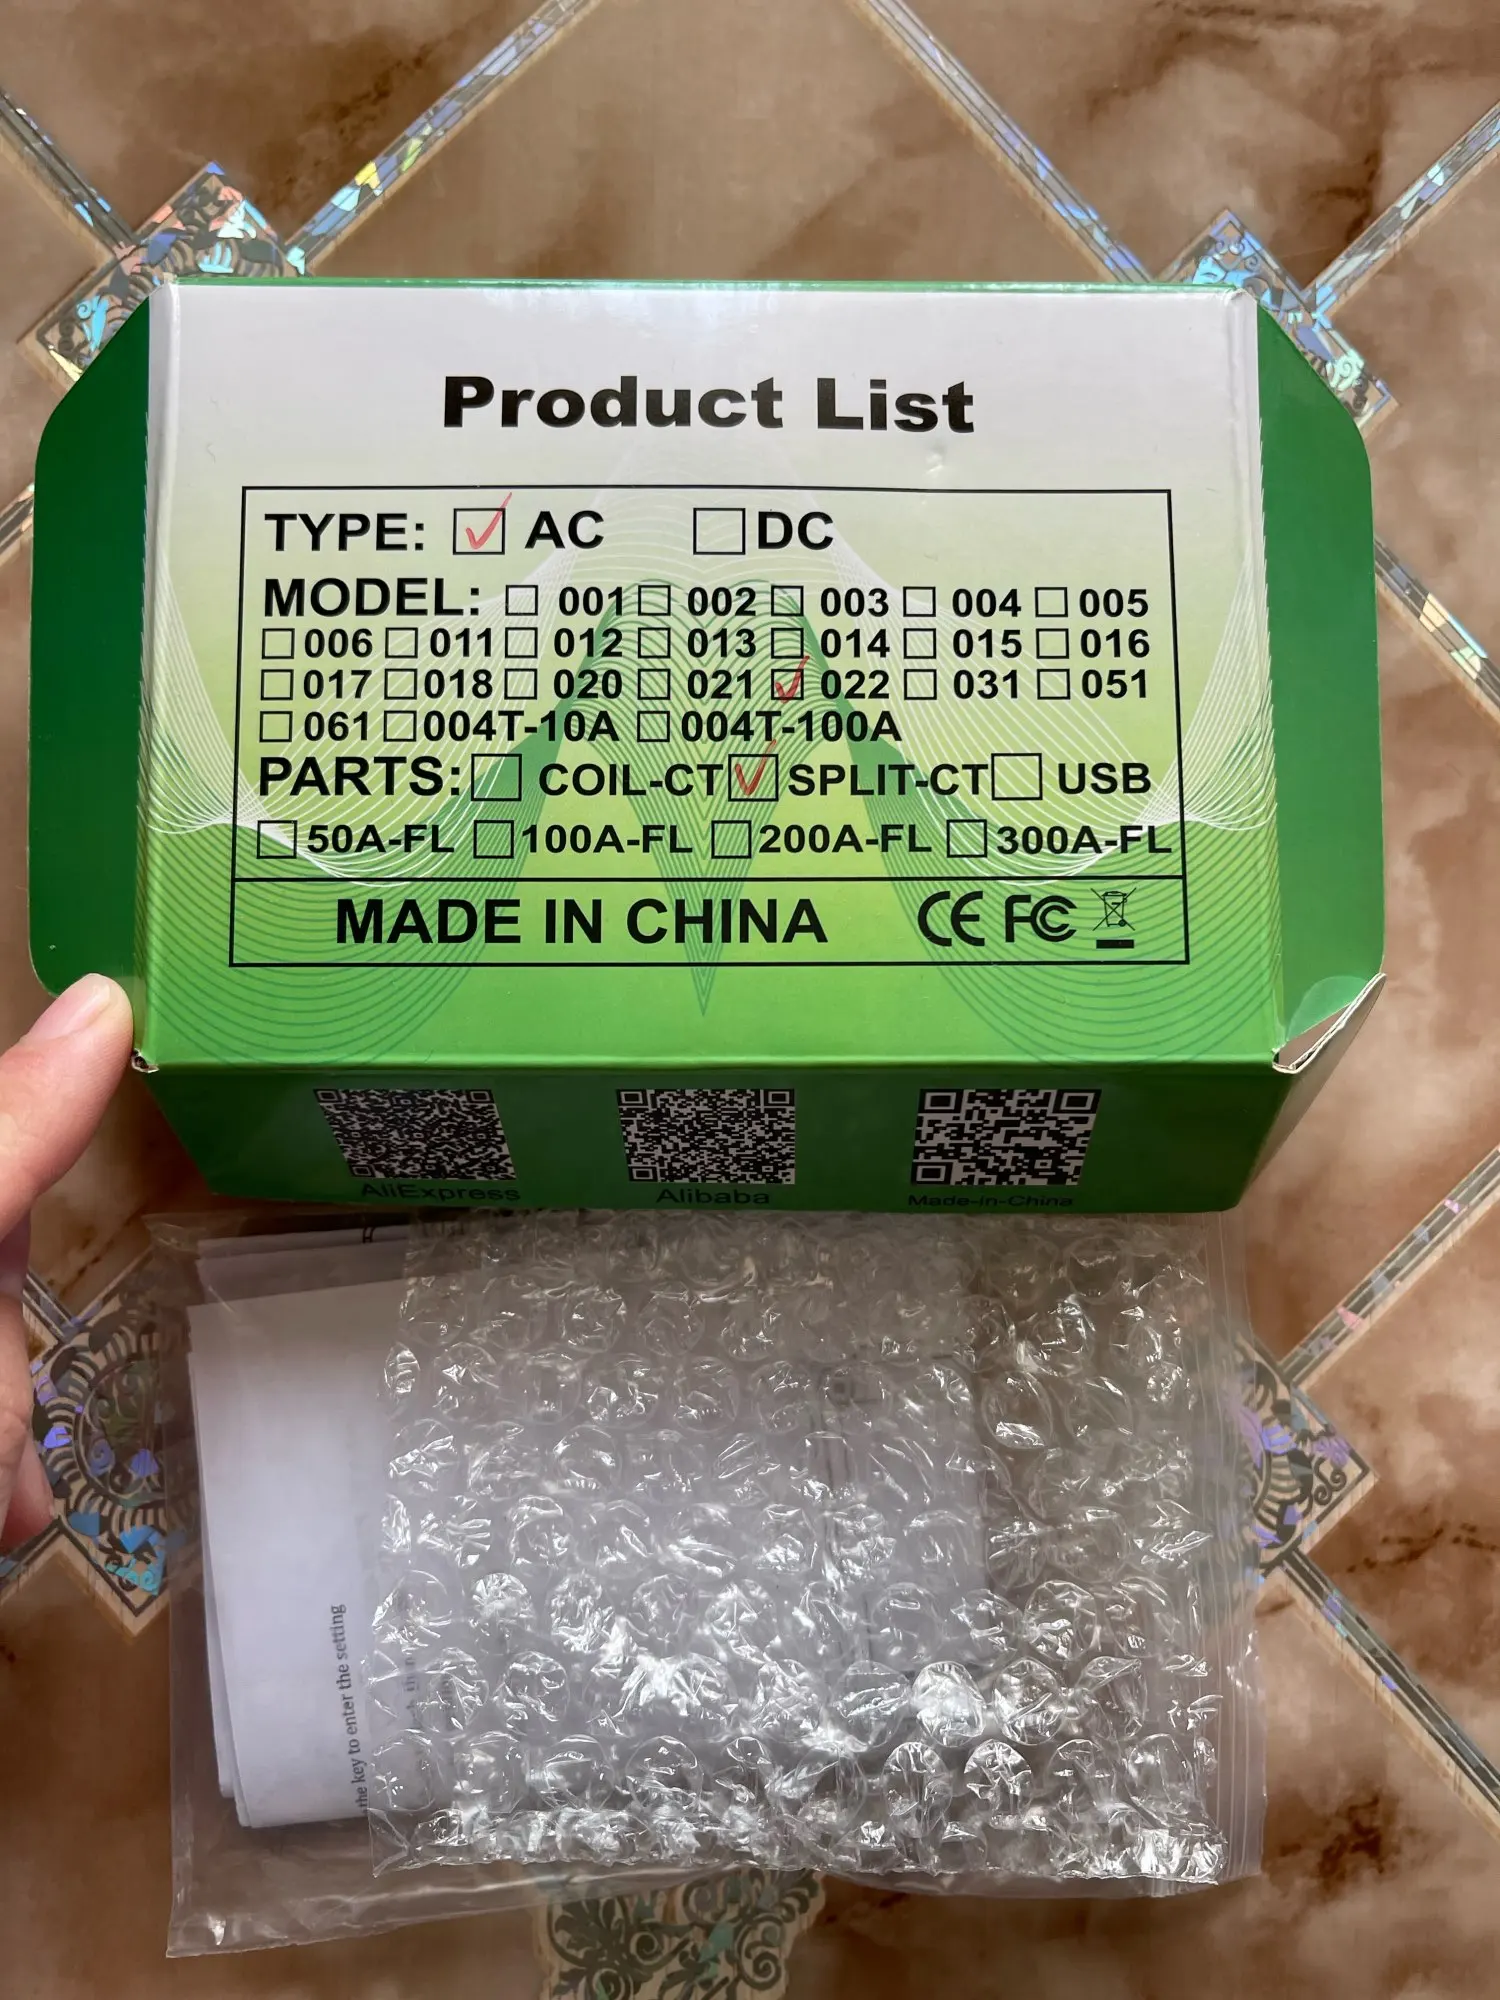 Product List
TYPE: AC DC
MODEL: 001 002 003 004 005
006 011 012 013 014 015 016
017 018 020 021 022 031 051
061 004T-10A 004T-100A
PARTS: COIL-CT SPLIT-CT USB
50A-FL 100A-FL 200A-FL 300A-FL
MADE IN CHINA CE FC
AliExpress Alibaba Made-in-China
the key to enter the setting